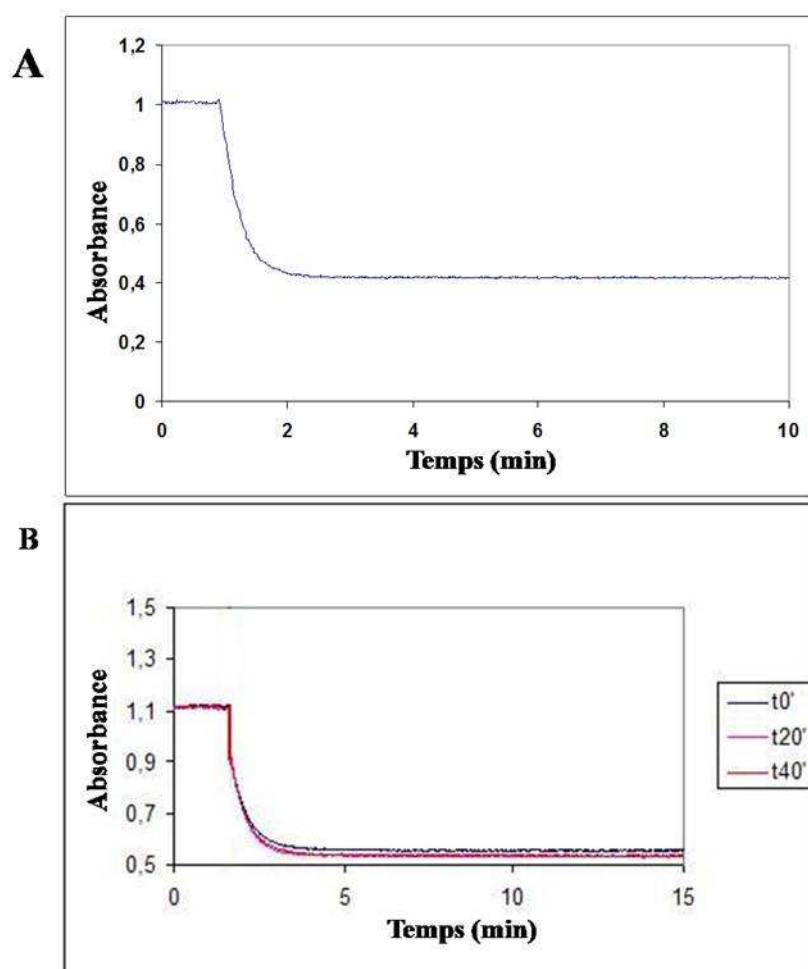 A
1,2
1
0,8
0,6
0,4
0,2
0
Absorbance
0 2 4 6 8 10
Temps (min)
B
1,5
1,3
1,1
0,9
0,7
0,5
Absorbance
0 5 10 15
Temps (min)
t0'
t20'
t40'